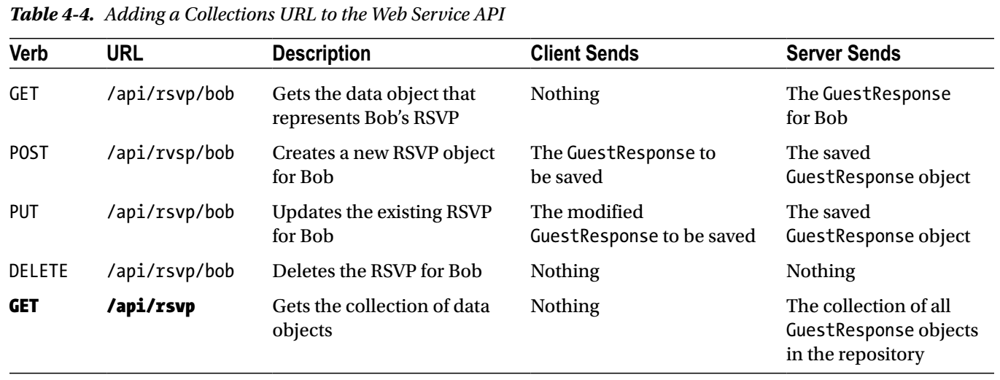 Table 4-4. Adding a Collections URL to the Web Service API
Verb URL Description Client Sends Server Sends
GET /api/rsvp/bob Gets the data object that Nothing The GuestResponse
represents Bob’s RSVP for Bob
POST /api/rvsp/bob Creates a new RSVP object The GuestResponse to The saved
for Bob be saved GuestResponse object
PUT /api/rsvp/bob Updates the existing RSVP The modified The saved
for Bob GuestResponse to be saved GuestResponse object
DELETE /api/rsvp/bob Deletes the RSVP for Bob Nothing Nothing
GET /api/rsvp Gets the collection of data Nothing The collection of all
objects GuestResponse objects
in the repository